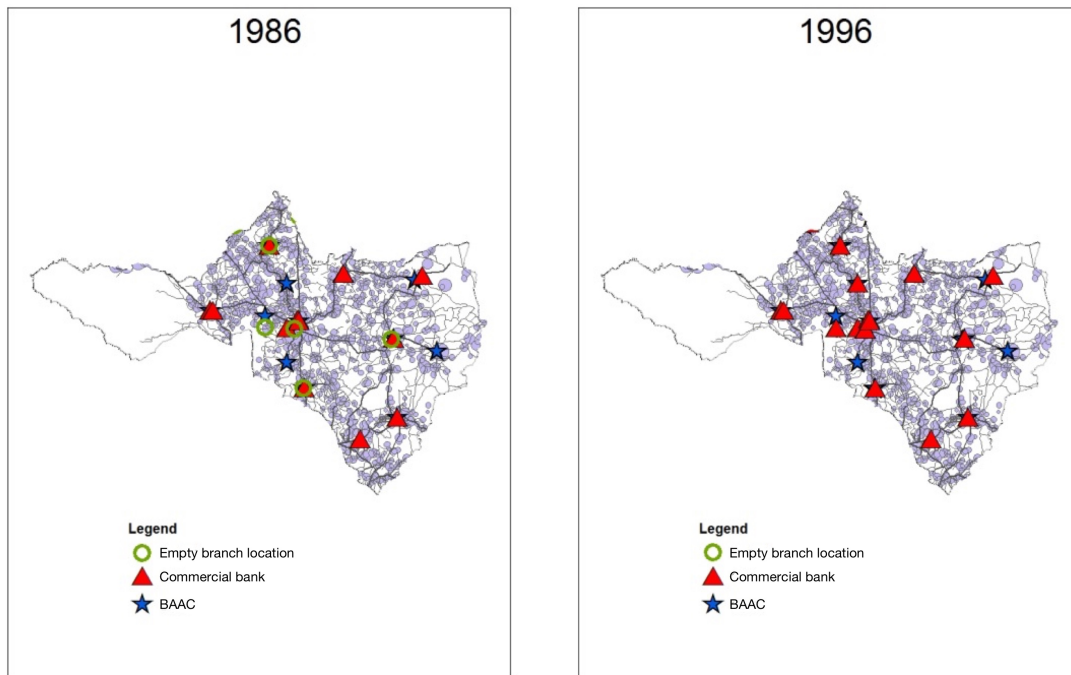 1986
Legend
Empty branch location
Commercial bank
BAAC
1996
Legend
Empty branch location
Commercial bank
BAAC